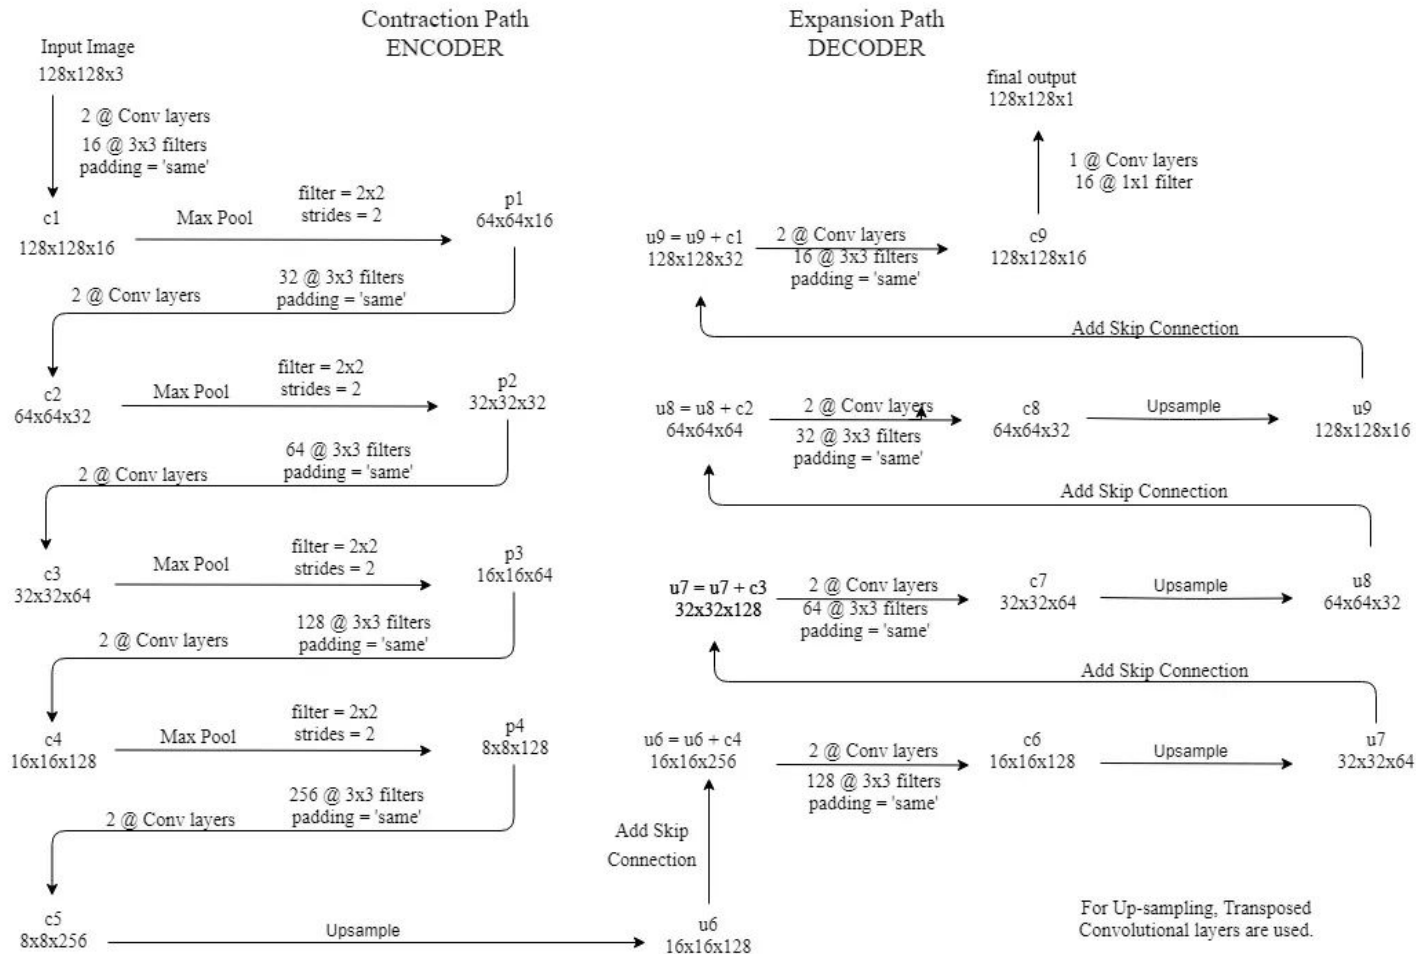 Contraction Path
ENCODER
Expansion Path
DECODER
Input Image
128x128x3
2 @ Conv layers
16 @ 3x3 filters
padding = 'same'
c1
128x128x16
Max Pool
filter = 2x2
strides = 2
p1
64x64x16
32 @ 3x3 filters
padding = 'same'
2 @ Conv layers
c2
64x64x32
Max Pool
filter = 2x2
strides = 2
p2
32x32x32
64 @ 3x3 filters
padding = 'same'
2 @ Conv layers
c3
32x32x64
Max Pool
filter = 2x2
strides = 2
p3
16x16x64
128 @ 3x3 filters
padding = 'same'
2 @ Conv layers
c4
16x16x128
Max Pool
filter = 2x2
strides = 2
p4
8x8x128
256 @ 3x3 filters
padding = 'same'
2 @ Conv layers
c5
8x8x256
Upsample
u6
16x16x128
Add Skip
Connection
u6 = u6 + c4
16x16x256
2 @ Conv layers
128 @ 3x3 filters
padding = 'same'
c6
16x16x128
Upsample
u7
32x32x64
Add Skip Connection
u7 = u7 + c3
32x32x128
2 @ Conv layers
64 @ 3x3 filters
padding = 'same'
c7
32x32x64
Upsample
u8
64x64x32
Add Skip Connection
u8 = u8 + c2
64x64x64
2 @ Conv layers
32 @ 3x3 filters
padding = 'same'
c8
64x64x32
Upsample
u9
128x128x16
Add Skip Connection
u9 = u9 + c1
128x128x32
2 @ Conv layers
16 @ 3x3 filters
padding = 'same'
c9
128x128x16
1 @ Conv layers
16 @ 1x1 filter
final output
128x128x1
For Up-sampling, Transposed
Convolutional layers are used.